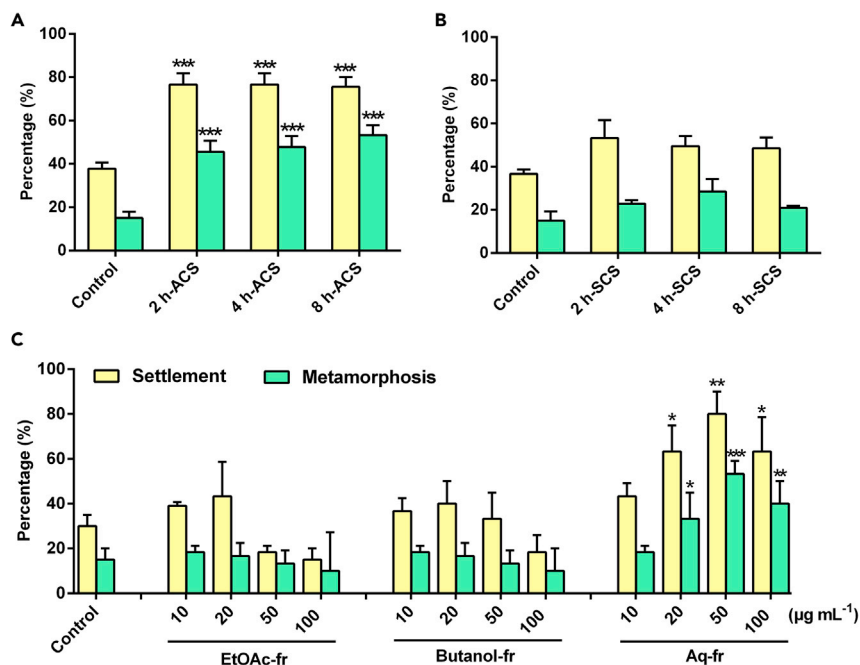 A
Percentage (%)
100
80
60
40
20
0
*** *** ***
*** *** ***
Control 2 h-ACS 4 h-ACS 8 h-ACS
B
Percentage (%)
100
80
60
40
20
0
Control 2 h-SCS 4 h-SCS 8 h-SCS
C
Settlement Metamorphosis
Percentage (%)
100
80
60
40
20
0
* ** *
* *** **
Control 10 20 50 100 10 20 50 100 10 20 50 100 (μg mL⁻¹)
EtOAc-fr Butanol-fr Aq-fr